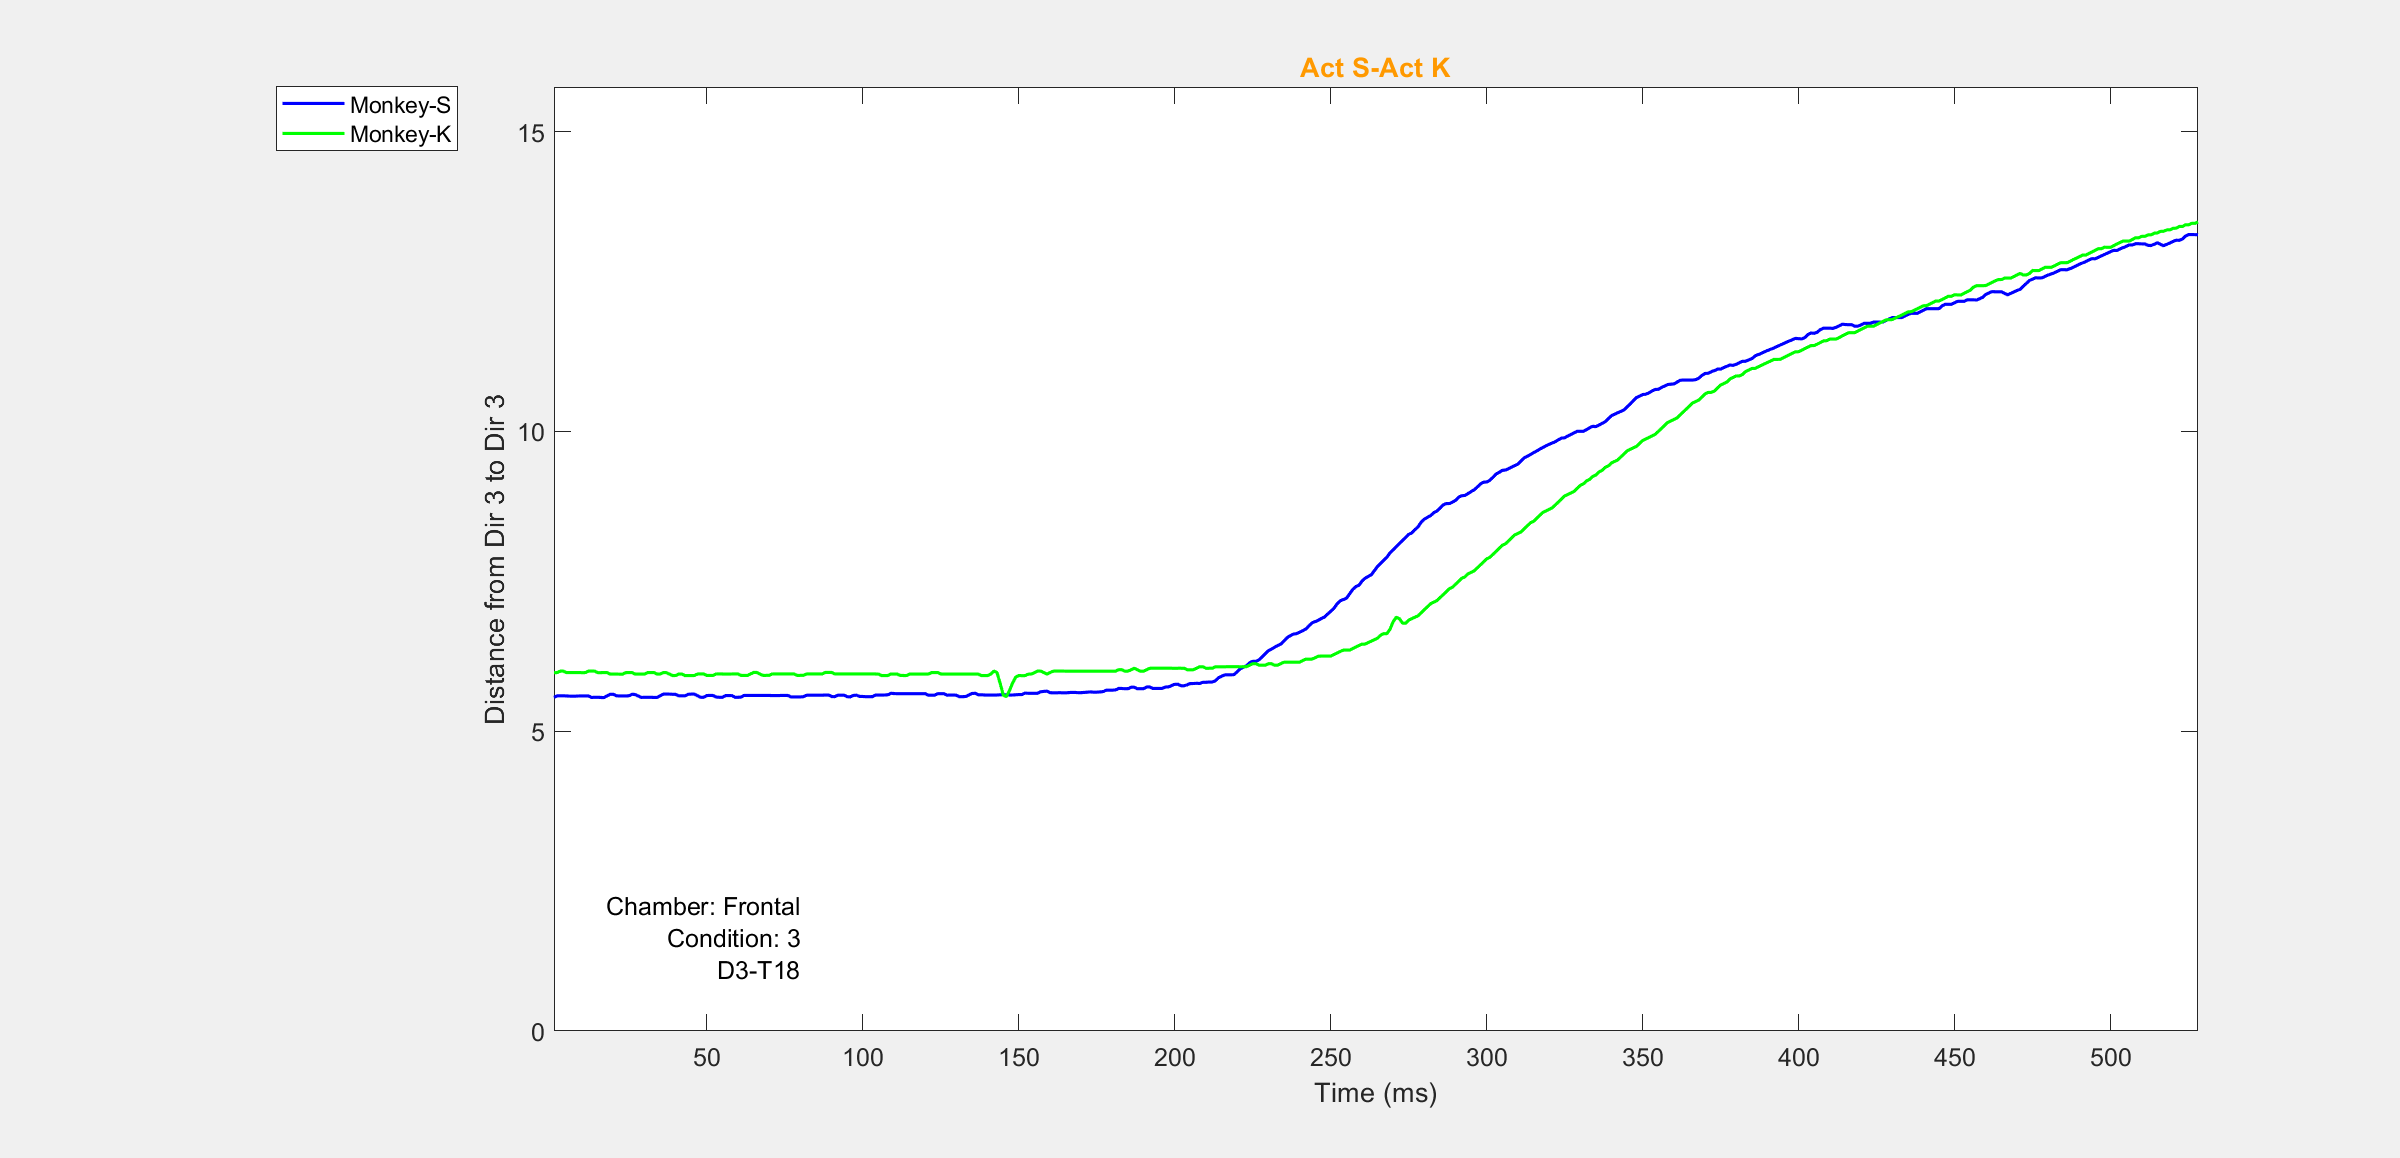 Act S-Act K
Monkey-S
Monkey-K
15
10
5
0
Distance from Dir 3 to Dir 3
Chamber: Frontal
Condition: 3
D3-T18
50 100 150 200 250 300 350 400 450 500
Time (ms)